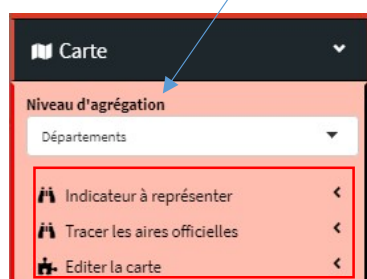 Carte
Niveau d'agrégation
Départements
Indicateur à représenter
Tracer les aires officielles
Editer la carte